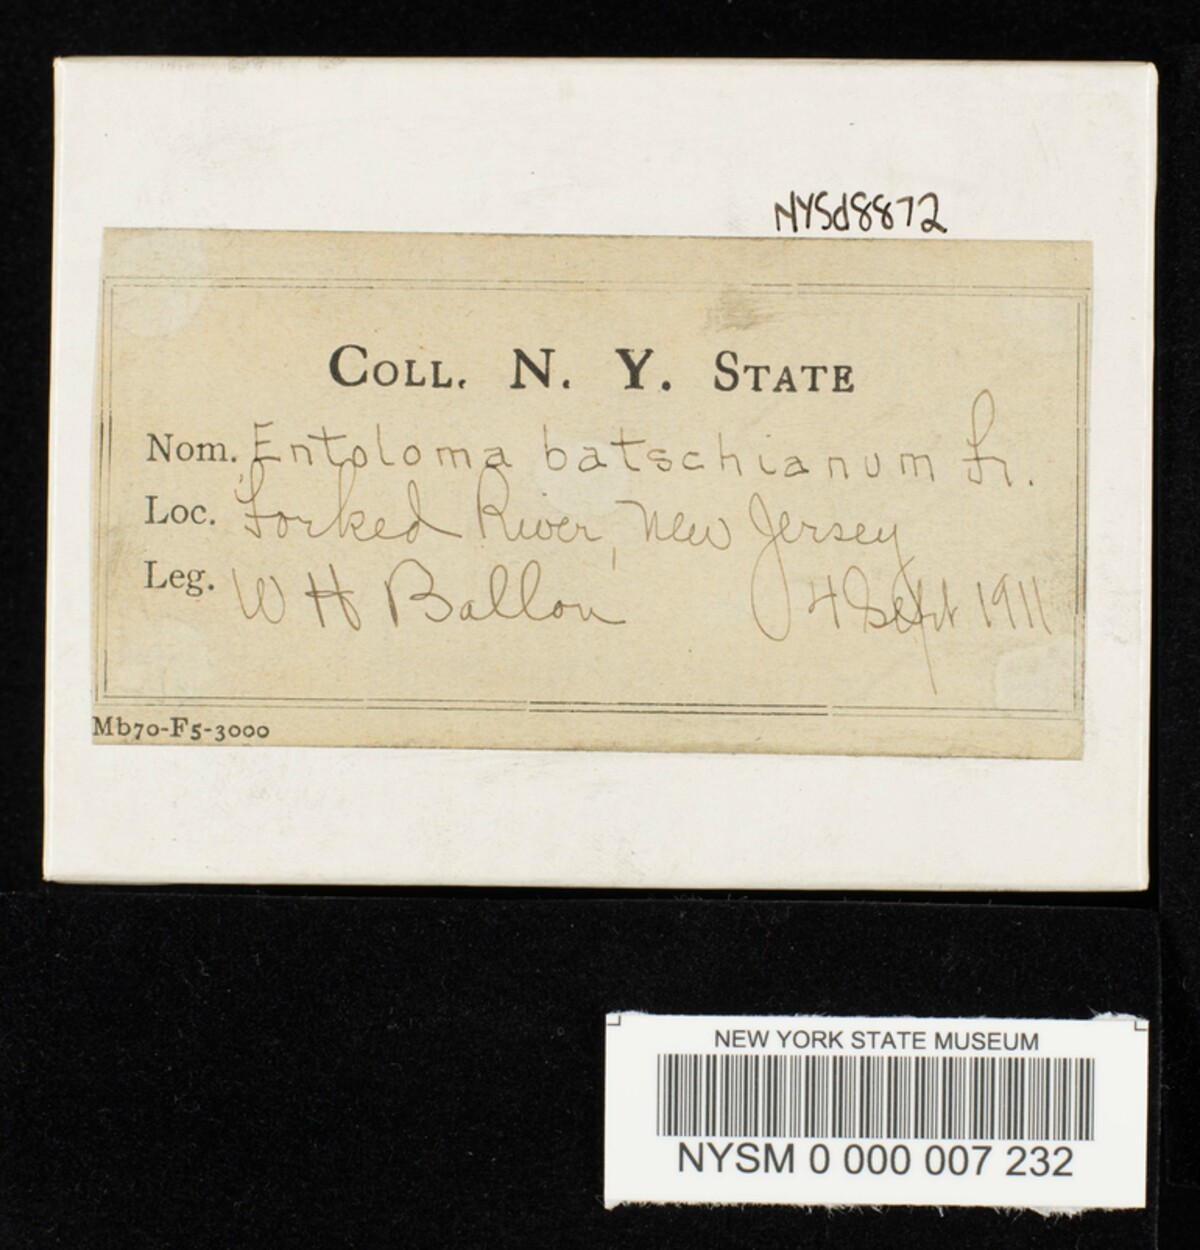 NYSd8872
COLL. N. Y. STATE
Nom. Entoloma batschianum Fr.
Loc. Forked River, New Jersey
Leg. W H Ballou 4 Sept 1911
Mb70-F5-3000
NEW YORK STATE MUSEUM
NYSM 0 000 007 232